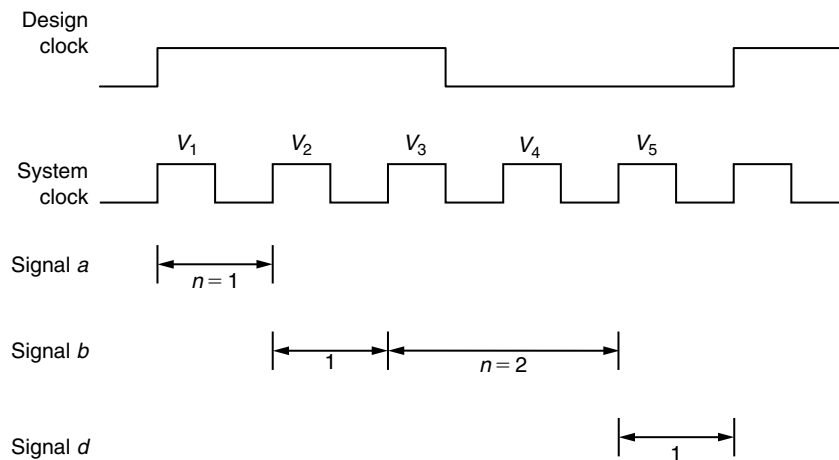 Design
clock
V1 V2 V3 V4 V5
System
clock
Signal a
n = 1
Signal b
1 n = 2
Signal d
1